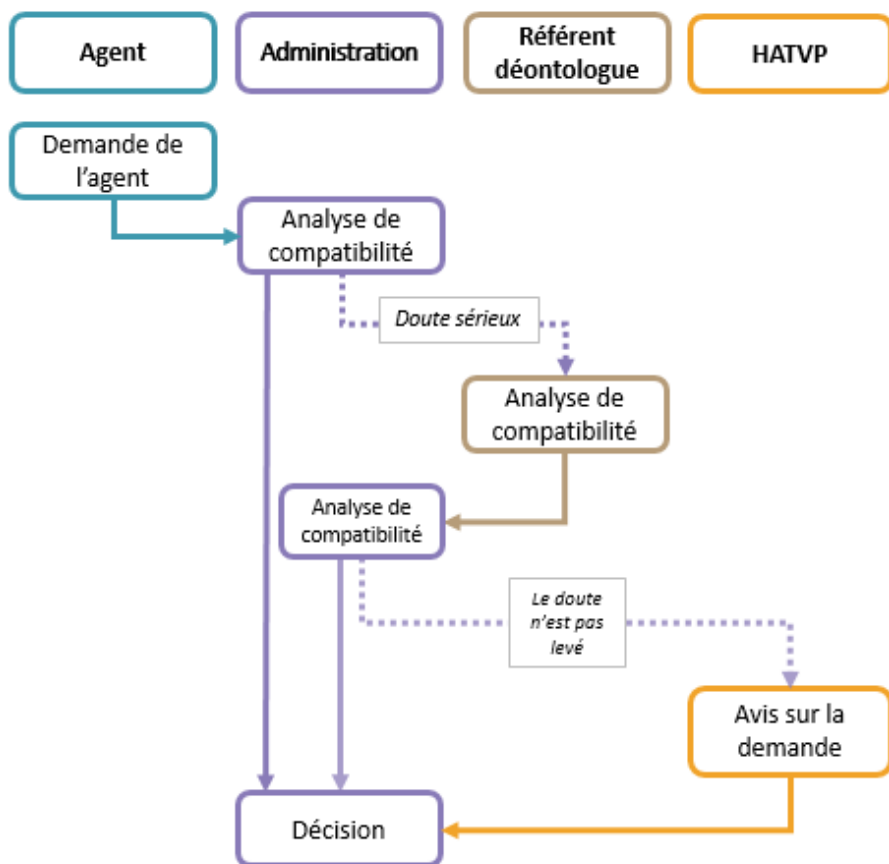 Agent
Administration
Référent
déontologue
HATVP
Demande de
l'agent
Analyse de
compatibilité
Doute sérieux
Analyse de
compatibilité
Analyse de
compatibilité
Le doute
n'est pas
levé
Avis sur la
demande
Décision